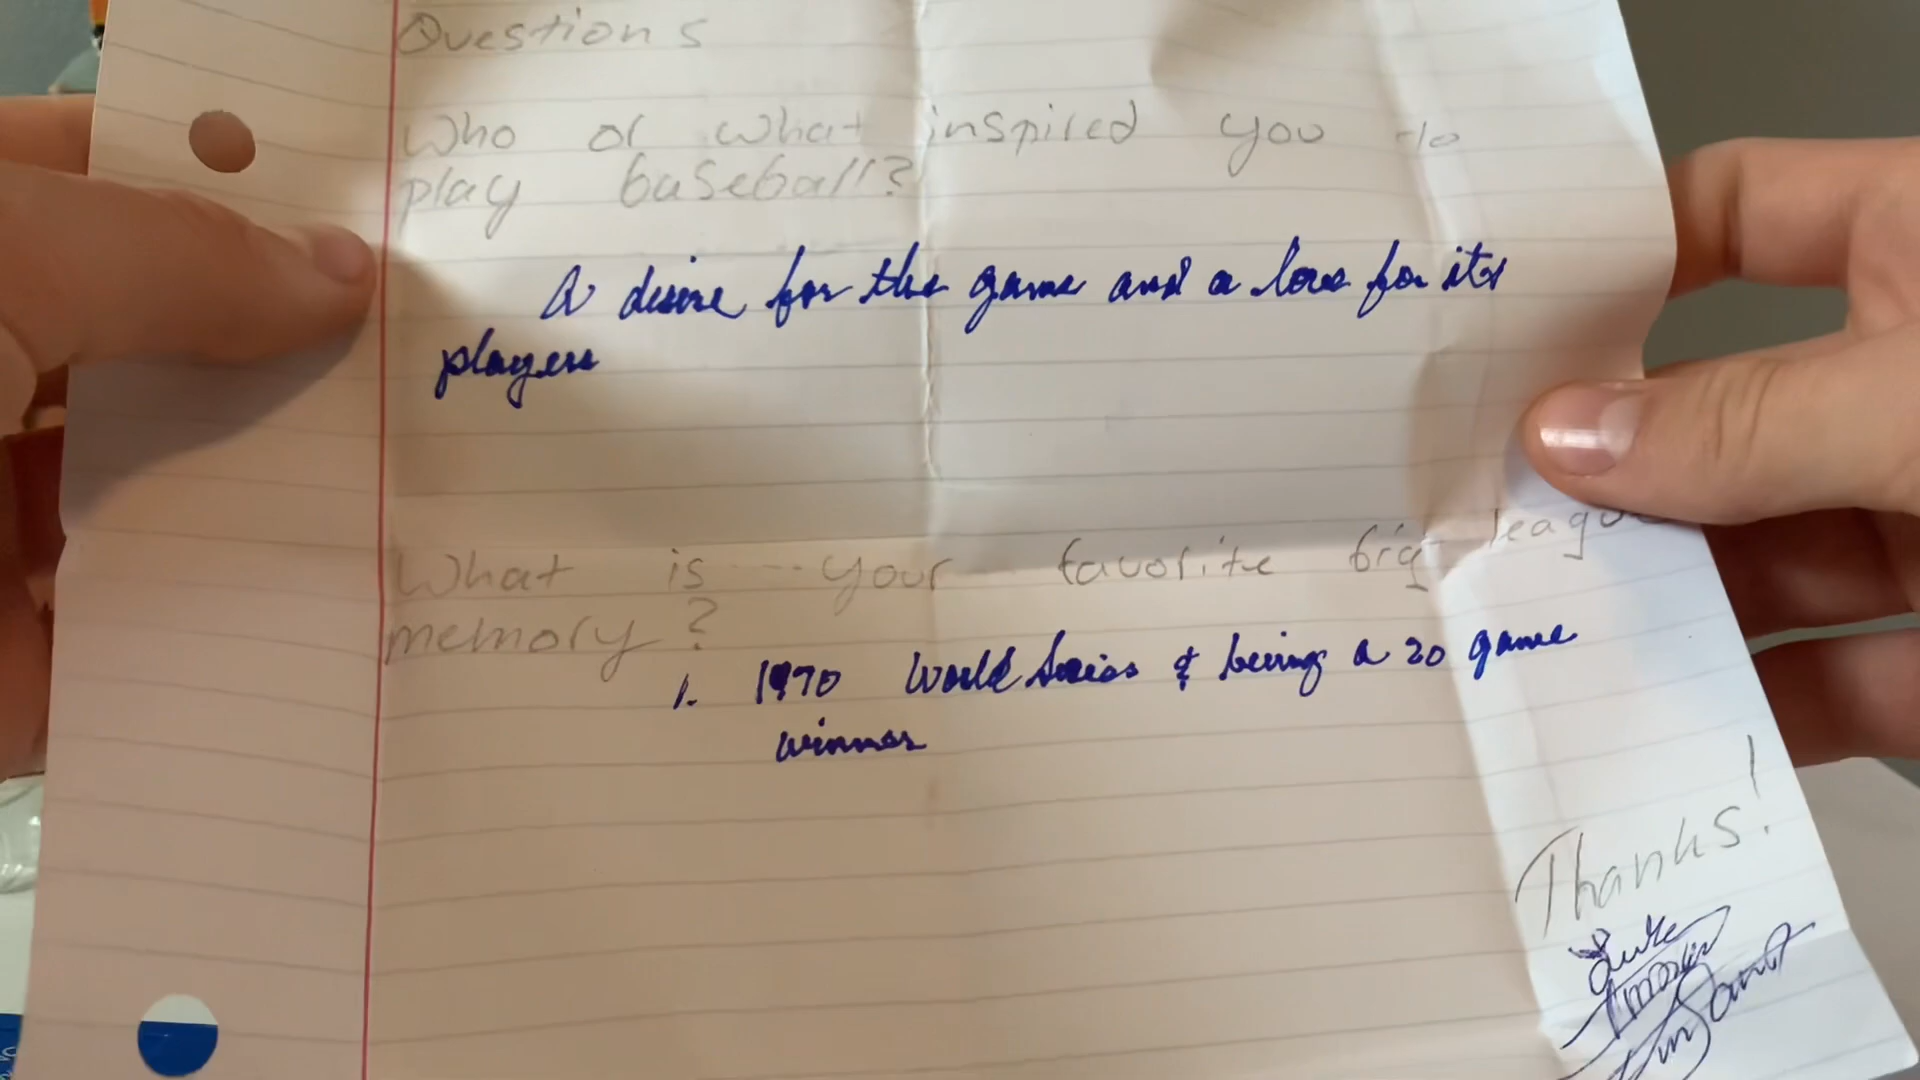 Questions
Who or what inspired you to
play baseball?
A desire for the game and a love for its
players
What is your favorite big league
memory?
1. 1970 World Series & being a 20 game
winner
Thanks!
Luke